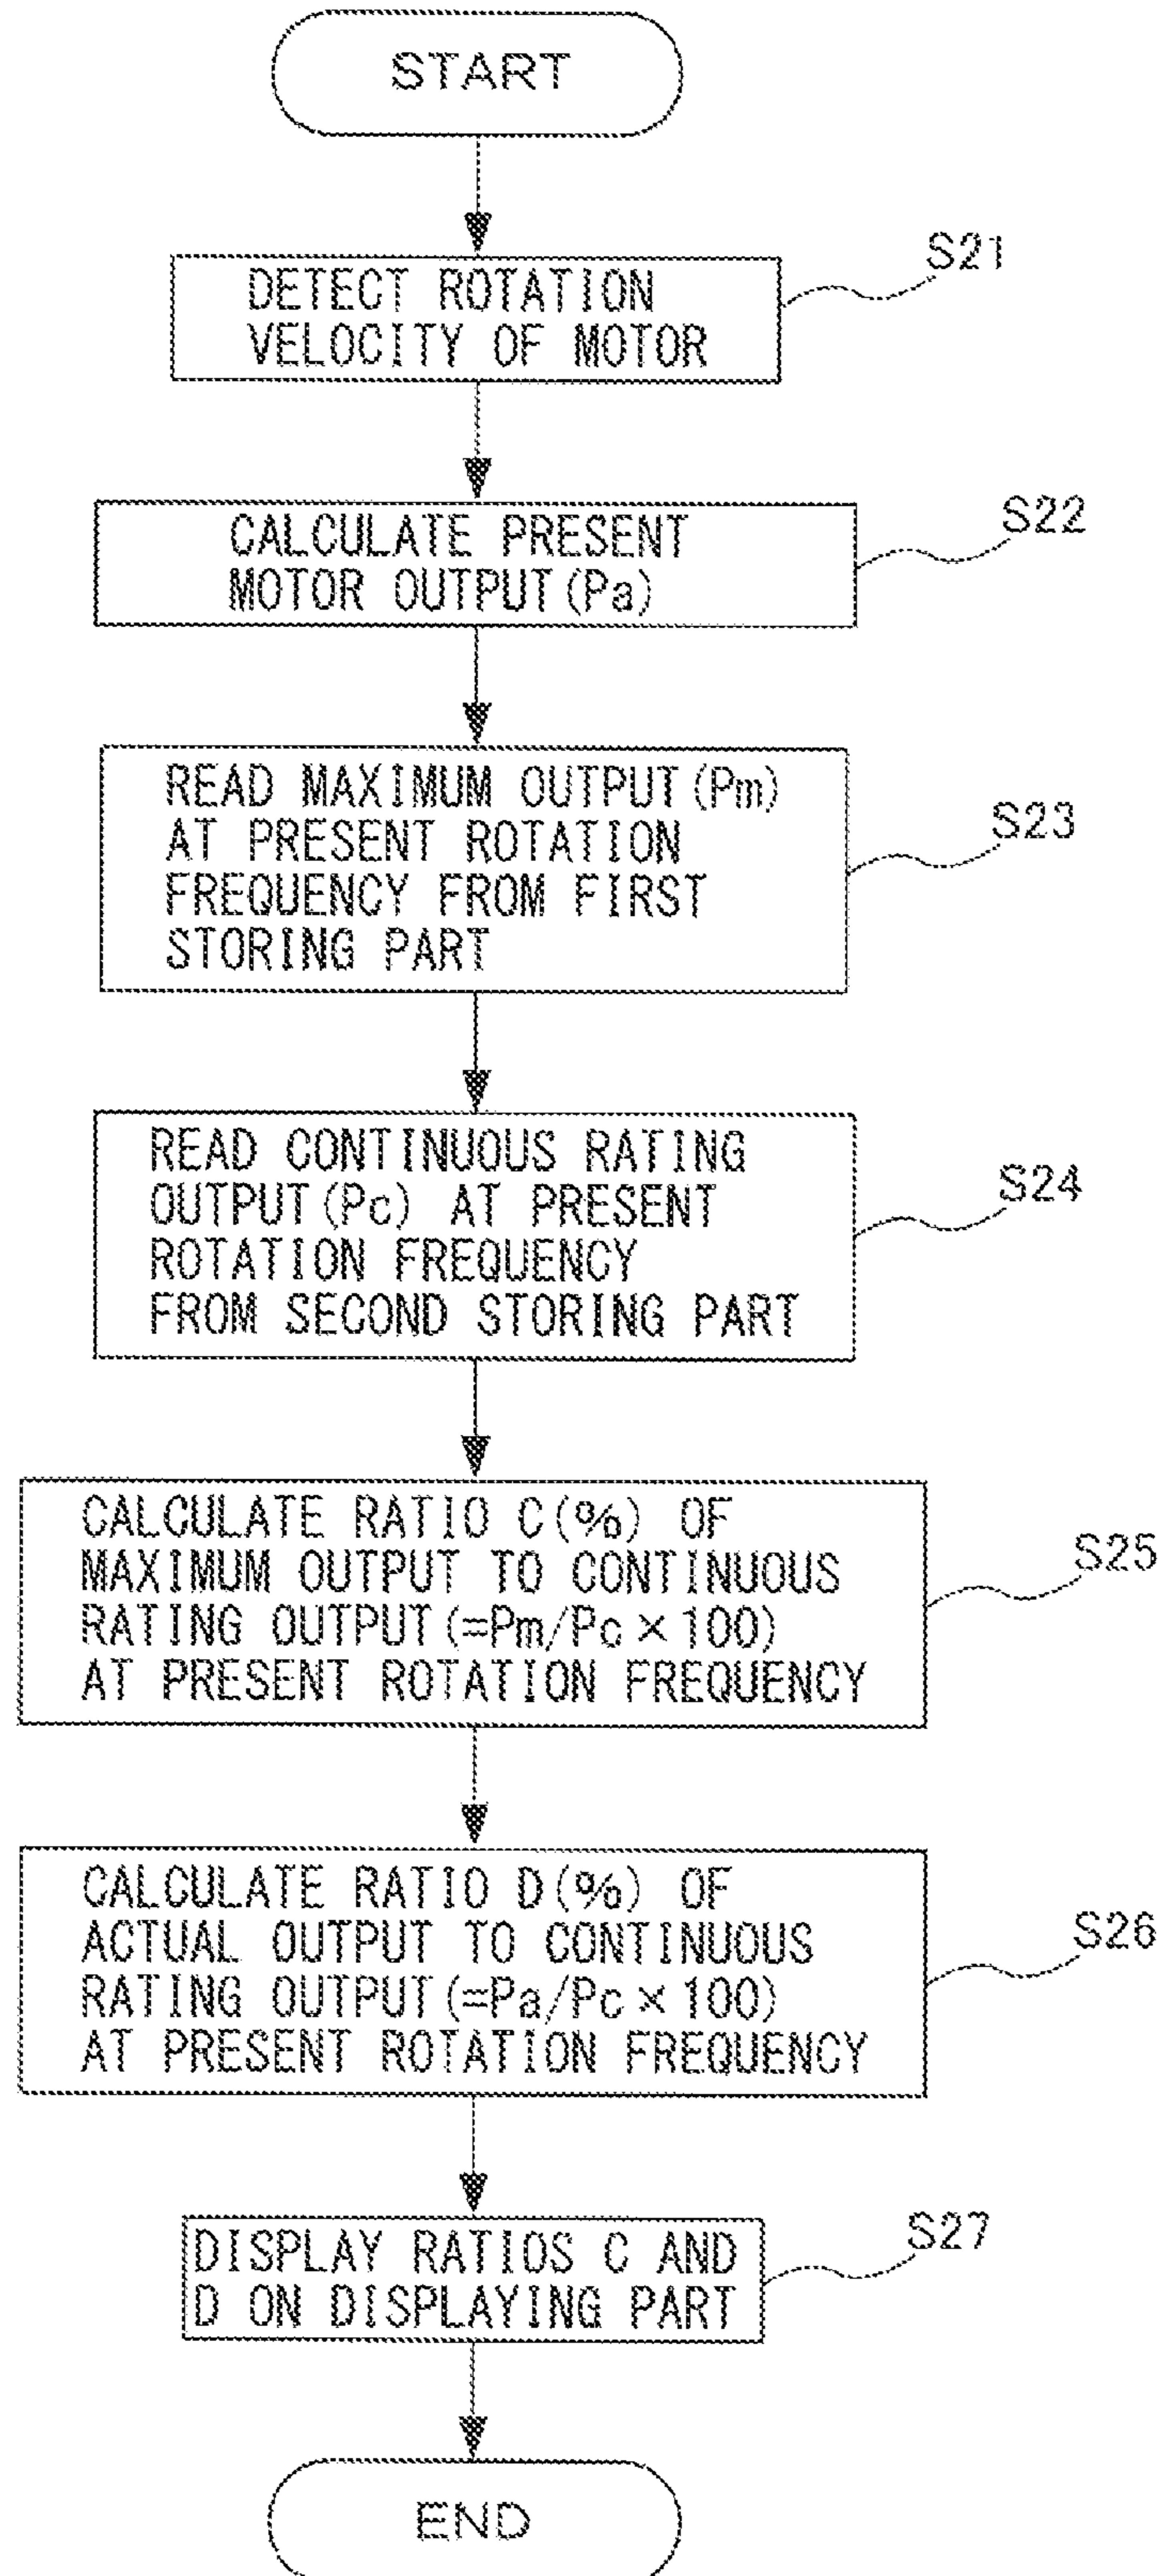 START
S21
DETECT ROTATION
VELOCITY OF MOTOR
S22
CALCULATE PRESENT
MOTOR OUTPUT(Pa)
S23
READ MAXIMUM OUTPUT(Pm)
AT PRESENT ROTATION
FREQUENCY FROM FIRST
STORING PART
S24
READ CONTINUOUS RATING
OUTPUT(Pc) AT PRESENT
ROTATION FREQUENCY
FROM SECOND STORING PART
S25
CALCULATE RATIO C(%) OF
MAXIMUM OUTPUT TO CONTINUOUS
RATING OUTPUT(=Pm/Pc×100)
AT PRESENT ROTATION FREQUENCY
S26
CALCULATE RATIO D(%) OF
ACTUAL OUTPUT TO CONTINUOUS
RATING OUTPUT(=Pa/Pc×100)
AT PRESENT ROTATION FREQUENCY
S27
DISPLAY RATIOS C AND
D ON DISPLAYING PART
END